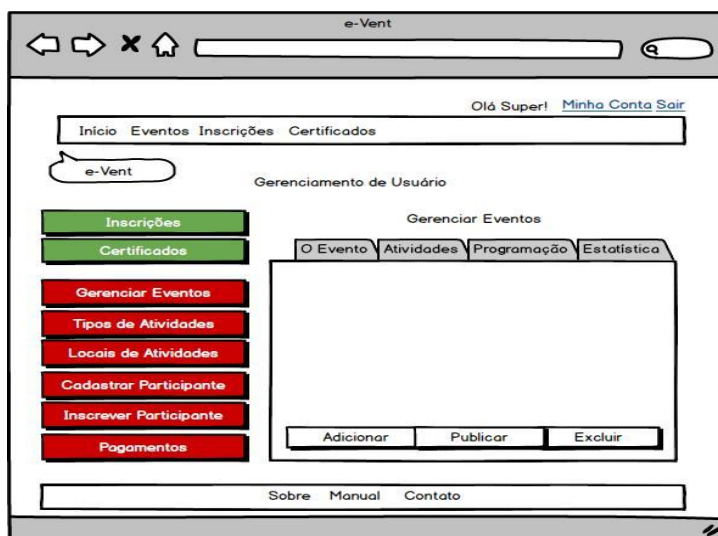 e-Vent
Olá Super! Minha Conta Sair
Início Eventos Inscrições Certificados
e-Vent
Gerenciamento de Usuário
Inscrições
Certificados
Gerenciar Eventos
Tipos de Atividades
Locais de Atividades
Cadastrar Participante
Inscrever Participante
Pagamentos
Gerenciar Eventos
O Evento Atividades Programação Estatística
Adicionar Publicar Excluir
Sobre Manual Contato